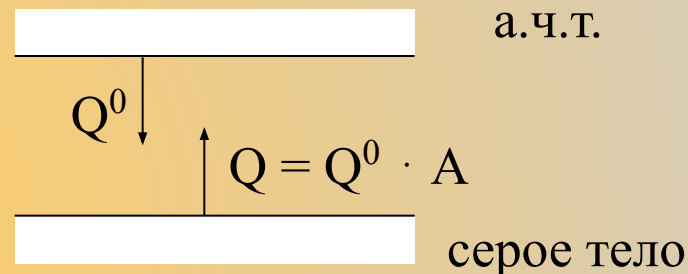 а.ч.т.
Q⁰
Q = Q⁰ · A
серое тело